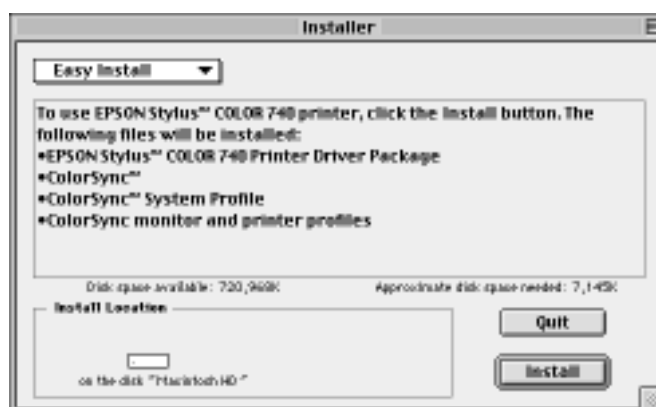 Installer
Easy Install
To use EPSON Stylus™ COLOR 740 printer, click the Install button. The
following files will be installed:
•EPSON Stylus™ COLOR 740 Printer Driver Package
•ColorSync™
•ColorSync™ System Profile
•ColorSync monitor and printer profiles
Disk space available: 720,968K
Approximate disk space needed: 7,145K
Install Location
Quit
on the disk "Macintosh HD"
Install